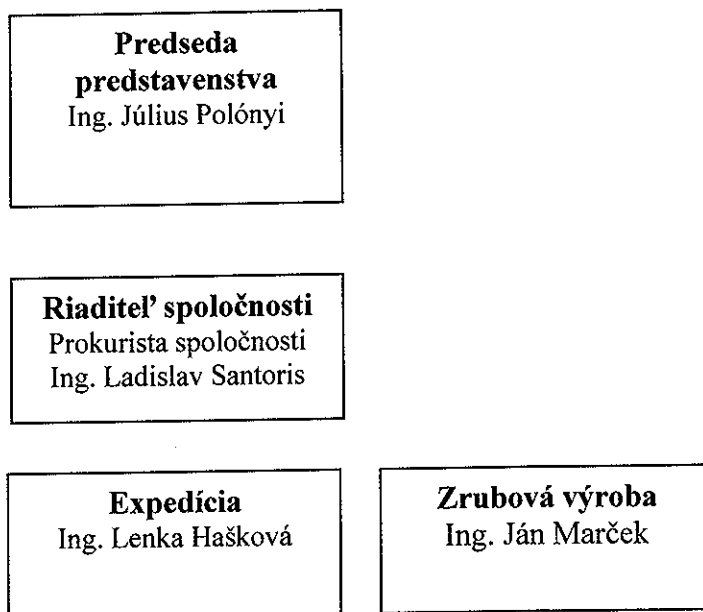 Predseda
predstavenstva
Ing. Július Polónyi
Riaditeľ spoločnosti
Prokurista spoločnosti
Ing. Ladislav Santoris
Expedícia
Ing. Lenka Hašková
Zrubová výroba
Ing. Ján Marček